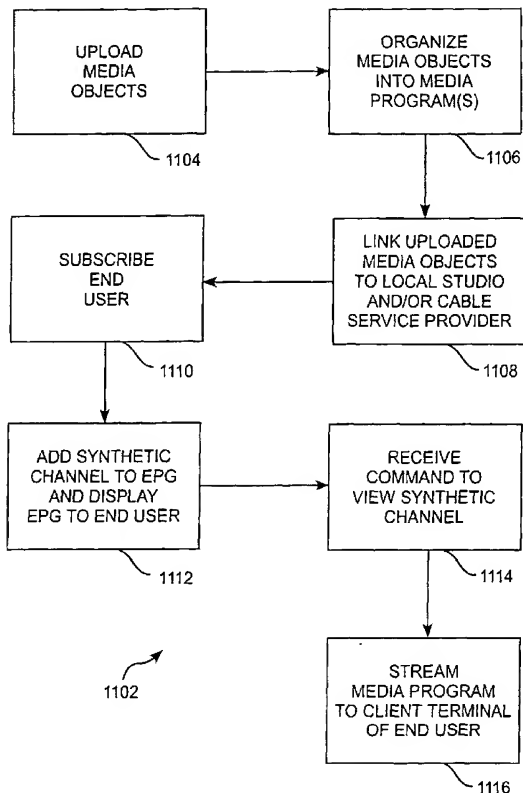 UPLOAD
MEDIA
OBJECTS
1104
ORGANIZE
MEDIA OBJECTS
INTO MEDIA
PROGRAM(S)
1106
LINK UPLOADED
MEDIA OBJECTS
TO LOCAL STUDIO
AND/OR CABLE
SERVICE PROVIDER
1108
SUBSCRIBE
END
USER
1110
ADD SYNTHETIC
CHANNEL TO EPG
AND DISPLAY
EPG TO END USER
1112
RECEIVE
COMMAND TO
VIEW SYNTHETIC
CHANNEL
1114
STREAM
MEDIA PROGRAM
TO CLIENT TERMINAL
OF END USER
1116
1102